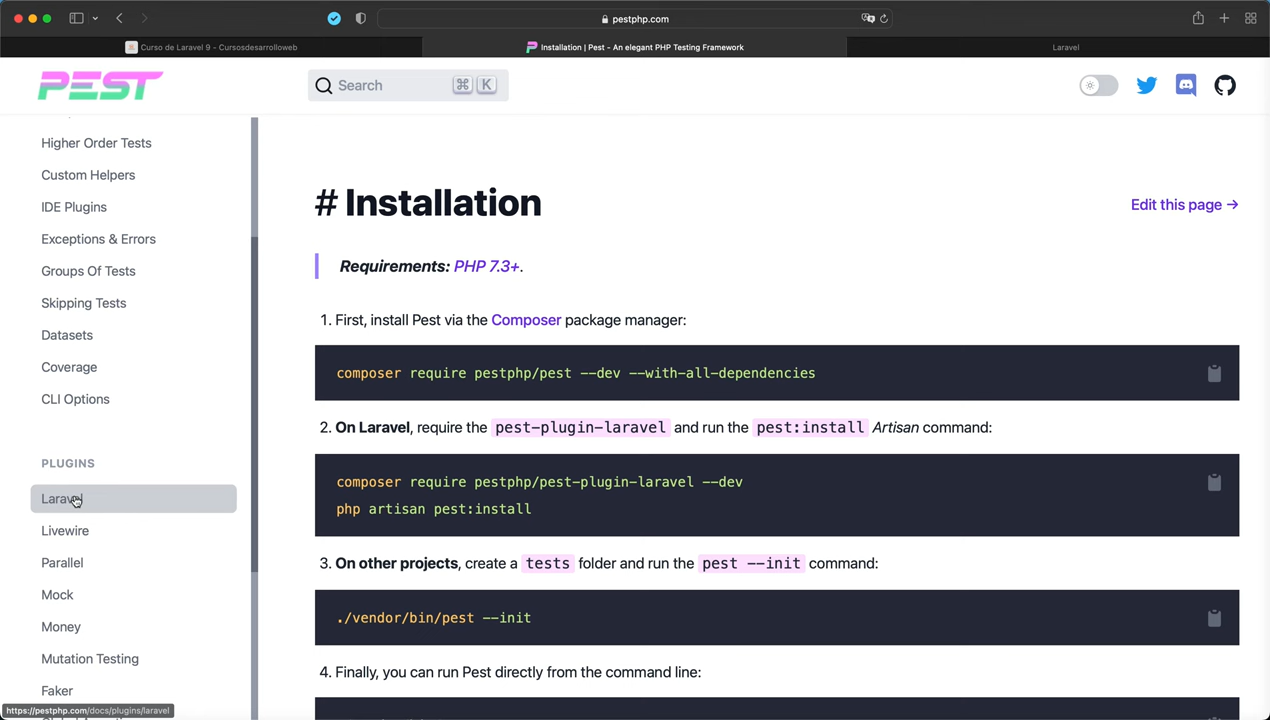 pestphp.com
Curso de Laravel 9 - Cursosdesarrolloweb
Installation | Pest - An elegant PHP Testing Framework
Laravel
PEST
Search
⌘ K
Higher Order Tests
Custom Helpers
IDE Plugins
Exceptions & Errors
Groups Of Tests
Skipping Tests
Datasets
Coverage
CLI Options
PLUGINS
Laravel
Livewire
Parallel
Mock
Money
Mutation Testing
Faker
https://pestphp.com/docs/plugins/laravel
# Installation
Edit this page →
Requirements: PHP 7.3+.
1. First, install Pest via the Composer package manager:
composer require pestphp/pest --dev --with-all-dependencies
2. On Laravel, require the pest-plugin-laravel and run the pest:install Artisan command:
composer require pestphp/pest-plugin-laravel --dev
php artisan pest:install
3. On other projects, create a tests folder and run the pest --init command:
./vendor/bin/pest --init
4. Finally, you can run Pest directly from the command line: